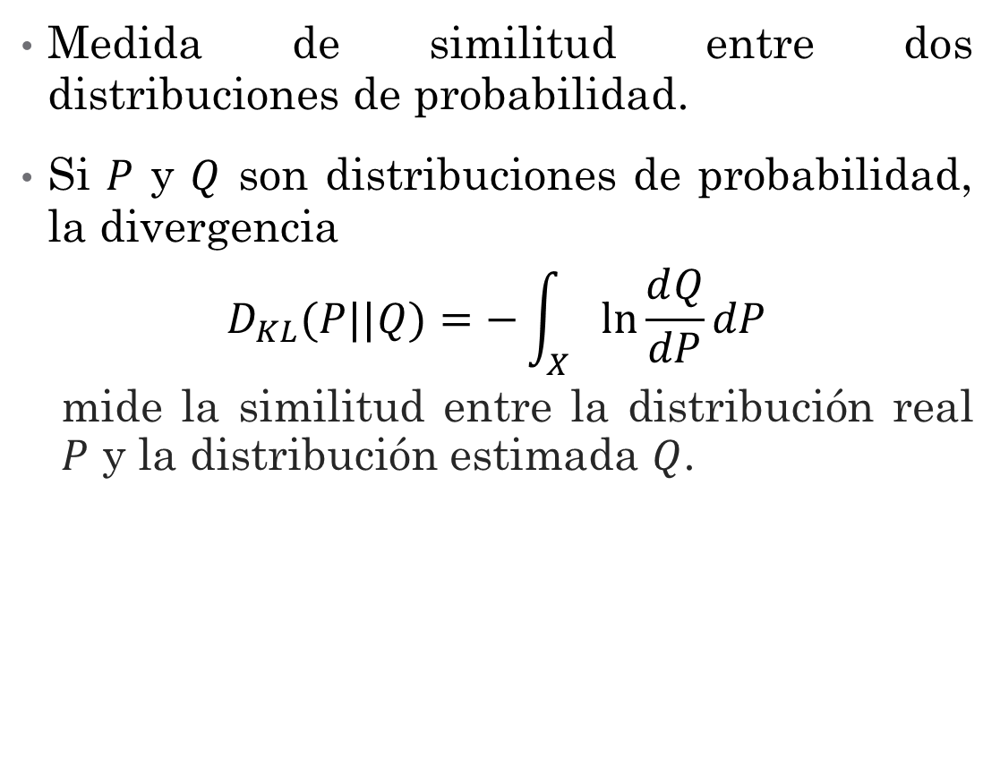 • Medida de similitud entre dos
distribuciones de probabilidad.
• Si P y Q son distribuciones de probabilidad,
la divergencia
D_{KL}(P||Q) = −∫_X ln \frac{dQ}{dP} dP
mide la similitud entre la distribución real
P y la distribución estimada Q.